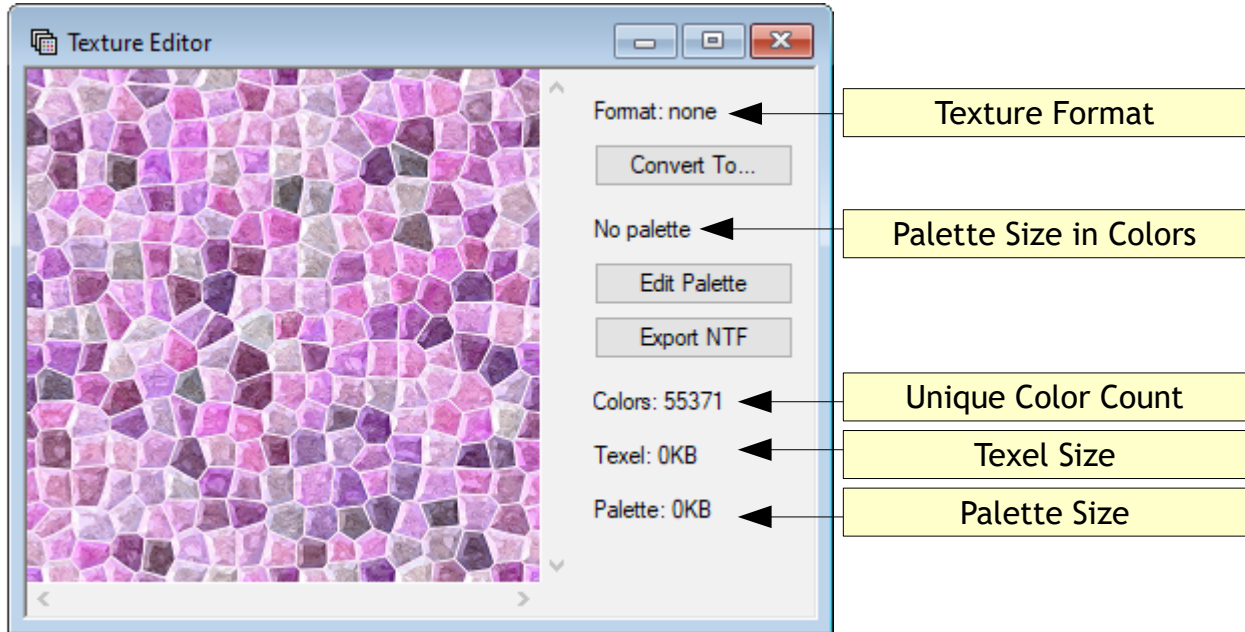 Texture Editor
Format: none
Texture Format
Convert To...
No palette
Palette Size in Colors
Edit Palette
Export NTF
Colors: 55371
Unique Color Count
Texel: 0KB
Texel Size
Palette: 0KB
Palette Size